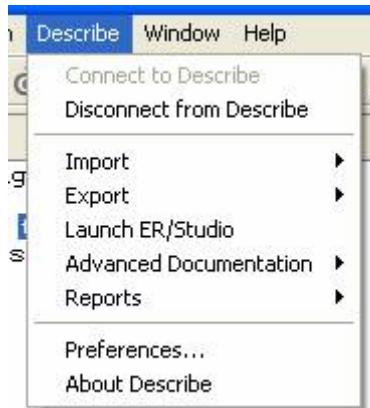 Describe Window Help
Connect to Describe
Disconnect from Describe
Import
Export
Launch ER/Studio
Advanced Documentation
Reports
Preferences...
About Describe